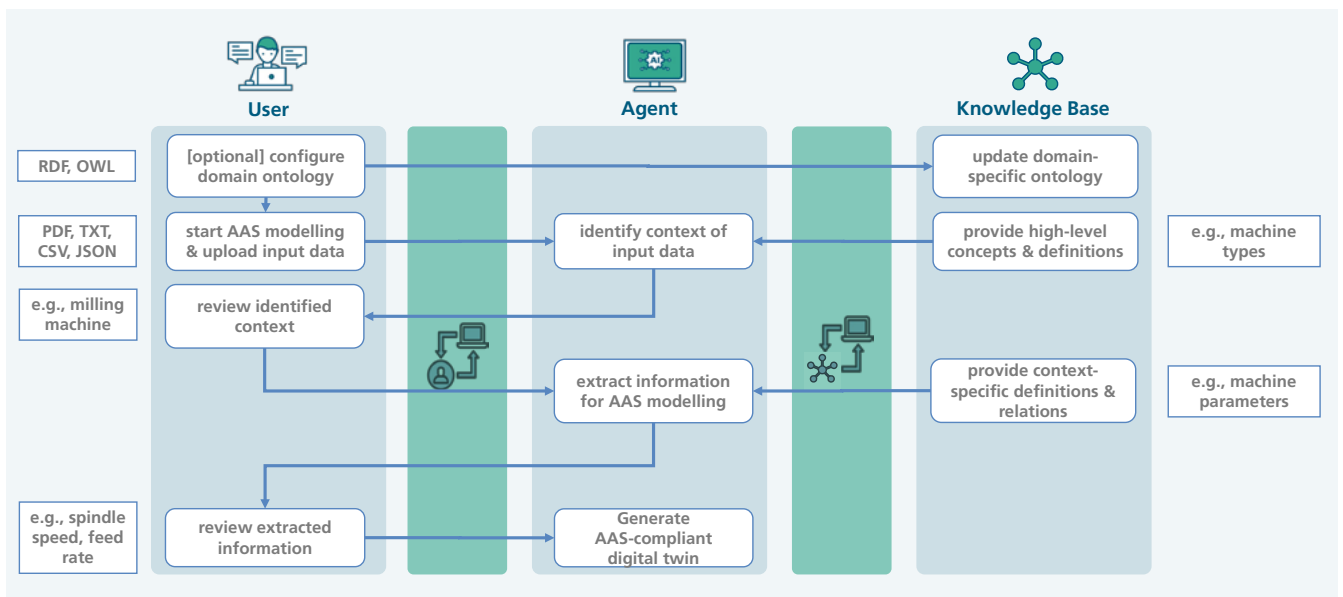 AI
User
Agent
Knowledge Base
RDF, OWL
[optional] configure
domain ontology
update domain-
specific ontology
PDF, TXT,
CSV, JSON
start AAS modelling
& upload input data
identify context of
input data
provide high-level
concepts & definitions
e.g., machine
types
e.g., milling
machine
review identified
context
extract information
for AAS modelling
provide context-
specific definitions &
relations
e.g., machine
parameters
e.g., spindle
speed, feed
rate
review extracted
information
Generate
AAS-compliant
digital twin